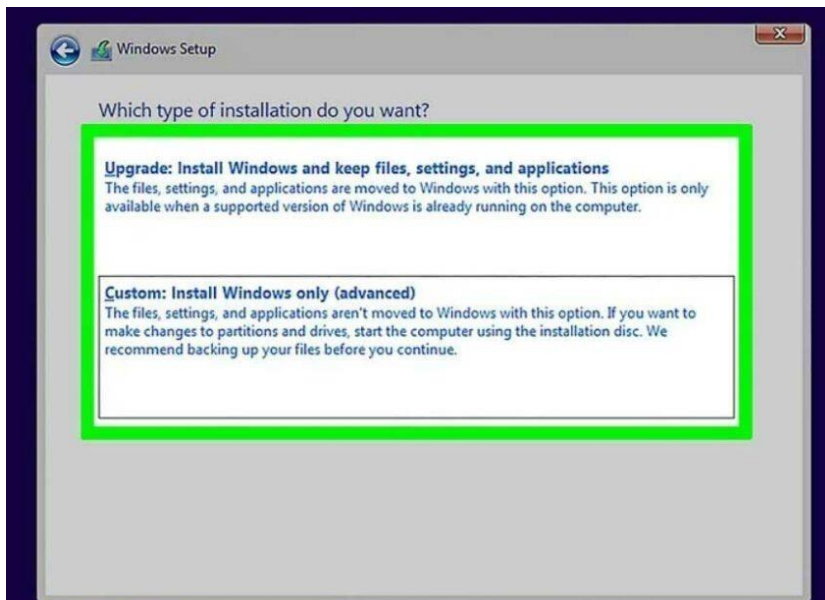 Windows Setup
Which type of installation do you want?
Upgrade: Install Windows and keep files, settings, and applications
The files, settings, and applications are moved to Windows with this option. This option is only
available when a supported version of Windows is already running on the computer.
Custom: Install Windows only (advanced)
The files, settings, and applications aren't moved to Windows with this option. If you want to
make changes to partitions and drives, start the computer using the installation disc. We
recommend backing up your files before you continue.